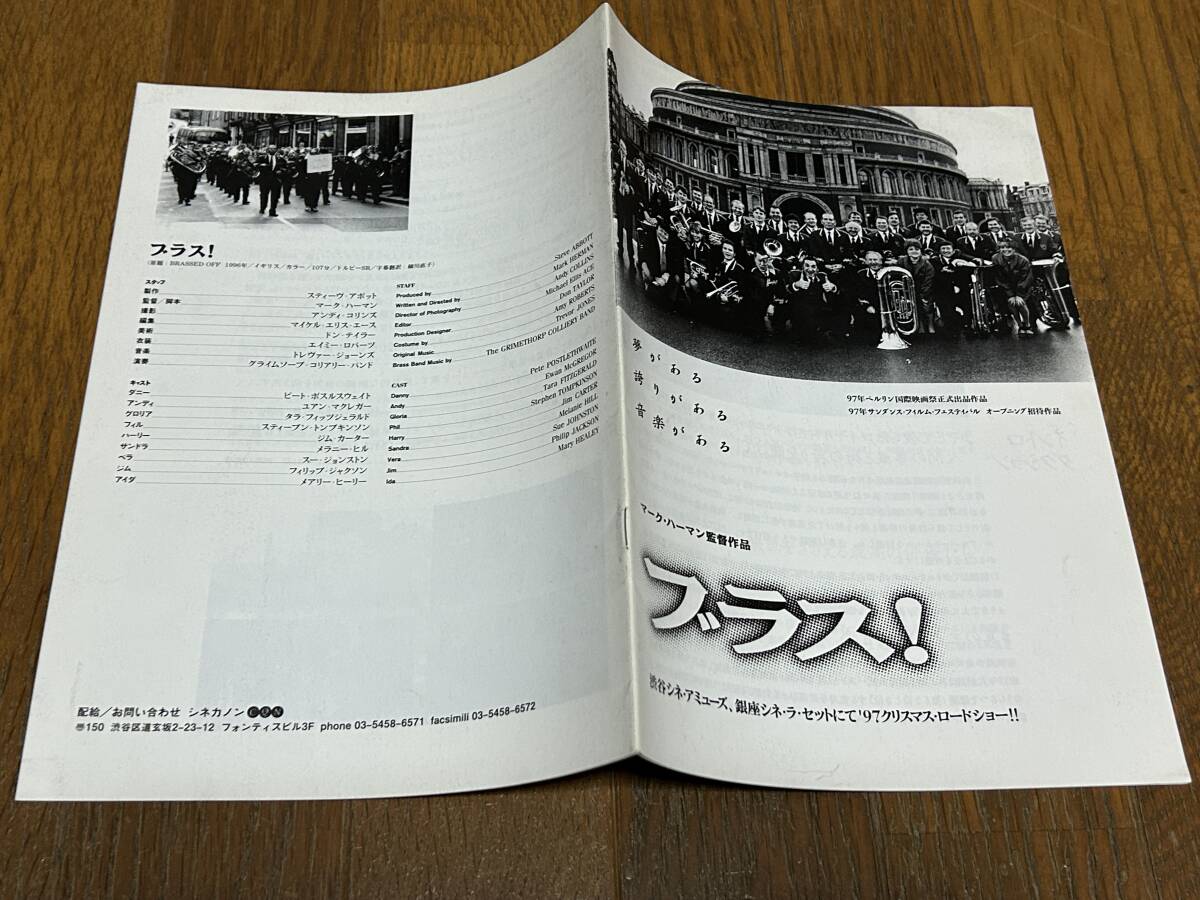 ブラス!
(原題:BRASSED OFF 1996年/イギリス/カラー/107分/ドルビーSR/字幕翻訳:細川直子)
スタッフ
製作 スティーヴ・アボット
監督/脚本 マーク・ハーマン
撮影 アンディ・コリンズ
編集 マイケル・エリス・エース
美術 ドン・テイラー
衣装 エイミー・ロバーツ
音楽 トレヴァー・ジョーンズ
演奏 グライムソープ・コリアリー・バンド
キャスト
ダニー ピート・ポスルスウェイト
アンディ ユアン・マクレガー
グロリア タラ・フィッツジェラルド
フィル スティーブン・トンプキンソン
ハーリー ジム・カーター
サンドラ メラニー・ヒル
ベラ スー・ジョンストン
ジム フィリップ・ジャクソン
アイダ メアリー・ヒーリー
STAFF
Produced by Steve ABBOTT
Written and Directed by Mark HERMAN
Director of Photography Andy COLLINS
Editor Michael Ellis ACE
Production Designer Don TAYLOR
Costume by Amy ROBERTS
Original Music Trevor JONES
Brass Band Music by The GRIMETHORP COLLIERY BAND
CAST
Danny Pete POSTLETHWAITE
Andy Ewan McGREGOR
Gloria Tara FITZGERALD
Phil Stephen TOMPKINSON
Harry Jim CARTER
Sandra Melanie HILL
Vera Sue JOHNSTON
Jim Philip JACKSON
Ida Mary HEALEY
配給/お問い合わせ シネカノン CQN
〒150 渋谷区道玄坂2-23-12 フォンティスビル3F phone 03-5458-6571 facsimili 03-5458-6572
夢がある
誇りがある
音楽がある
97年ベルリン国際映画祭正式出品作品
97年サンダンス・フィルム・フェスティバル オープニング招待作品
マーク・ハーマン監督作品
ブラス!
渋谷シネ・アミューズ、銀座シネ・ラ・セットにて'97クリスマス・ロードショー!!